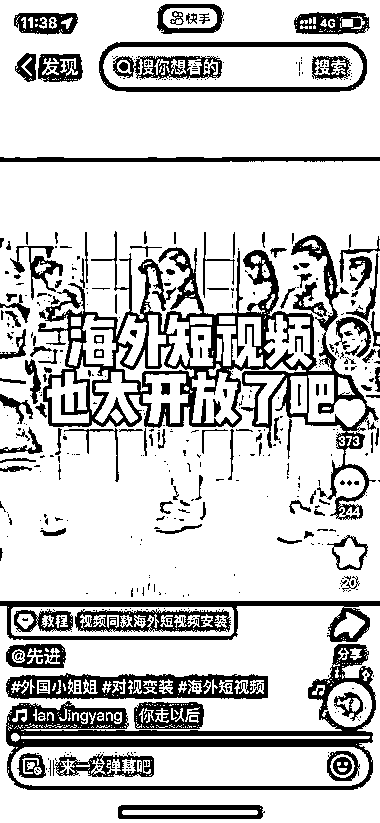 11:38
快手
4G
发现
搜你想看的
搜索
海外短视频
也太开放了吧
373
244
20
教程 视频同款海外短视频安装
分享
@先进
#外国小姐姐 #对视变装 #海外短视频
Ian Jingyang 你走以后
来一发弹幕吧